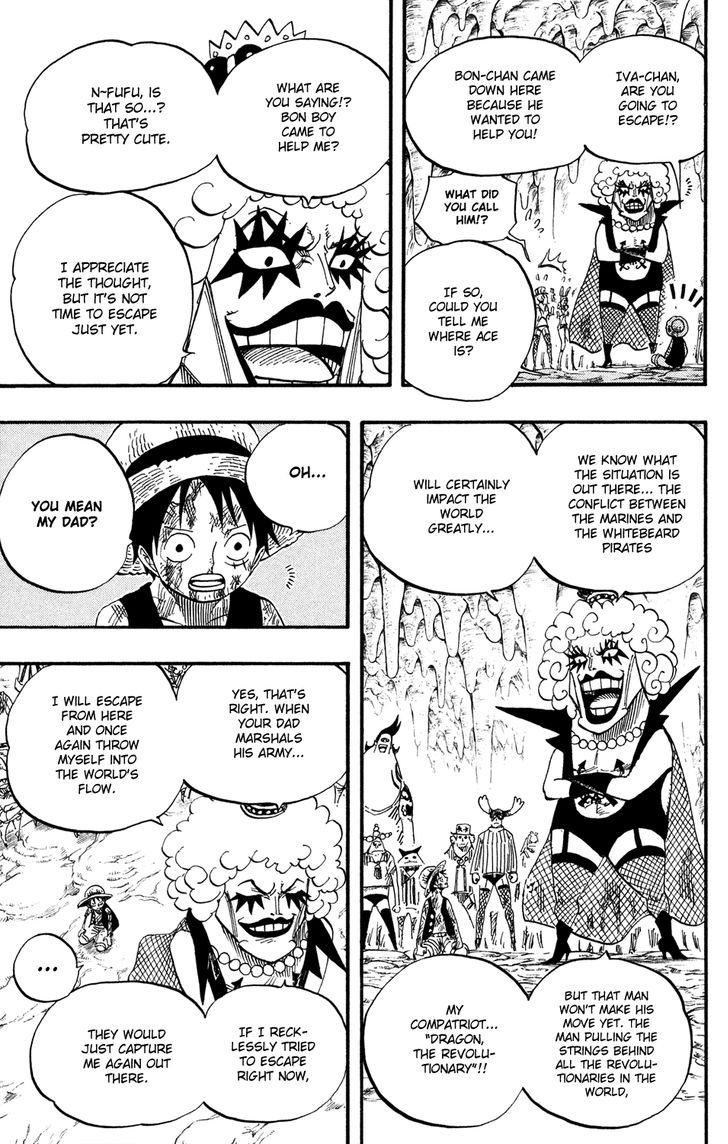 IVA-CHAN,
ARE YOU
GOING TO
ESCAPE!?
BON-CHAN CAME
DOWN HERE
BECAUSE HE
WANTED TO
HELP YOU!
WHAT DID
YOU CALL
HIM!?
IF SO,
COULD YOU
TELL ME
WHERE ACE
IS?
WHAT ARE
YOU SAYING!?
BON BOY
CAME TO
HELP ME?
N-FUFU, IS
THAT SO...?
THAT'S
PRETTY CUTE.
I APPRECIATE
THE THOUGHT,
BUT IT'S NOT
TIME TO ESCAPE
JUST YET.
WE KNOW WHAT
THE SITUATION IS
OUT THERE... THE
CONFLICT BETWEEN
THE MARINES AND
THE WHITEBEARD
PIRATES
WILL CERTAINLY
IMPACT THE
WORLD
GREATLY...
BUT THAT MAN
WON'T MAKE HIS
MOVE YET. THE
MAN PULLING THE
STRINGS BEHIND
ALL THE REVOLU-
TIONARIES IN THE
WORLD,
MY
COMPATRIOT...
"DRAGON,
THE REVOLU-
TIONARY"!!
OH...
YOU MEAN
MY DAD?
YES, THAT'S
RIGHT. WHEN
YOUR DAD
MARSHALS
HIS ARMY...
I WILL ESCAPE
FROM HERE
AND ONCE
AGAIN THROW
MYSELF INTO
THE WORLD'S
FLOW.
...
IF I RECK-
LESSLY TRIED
TO ESCAPE
RIGHT NOW,
THEY WOULD
JUST CAPTURE
ME AGAIN OUT
THERE.